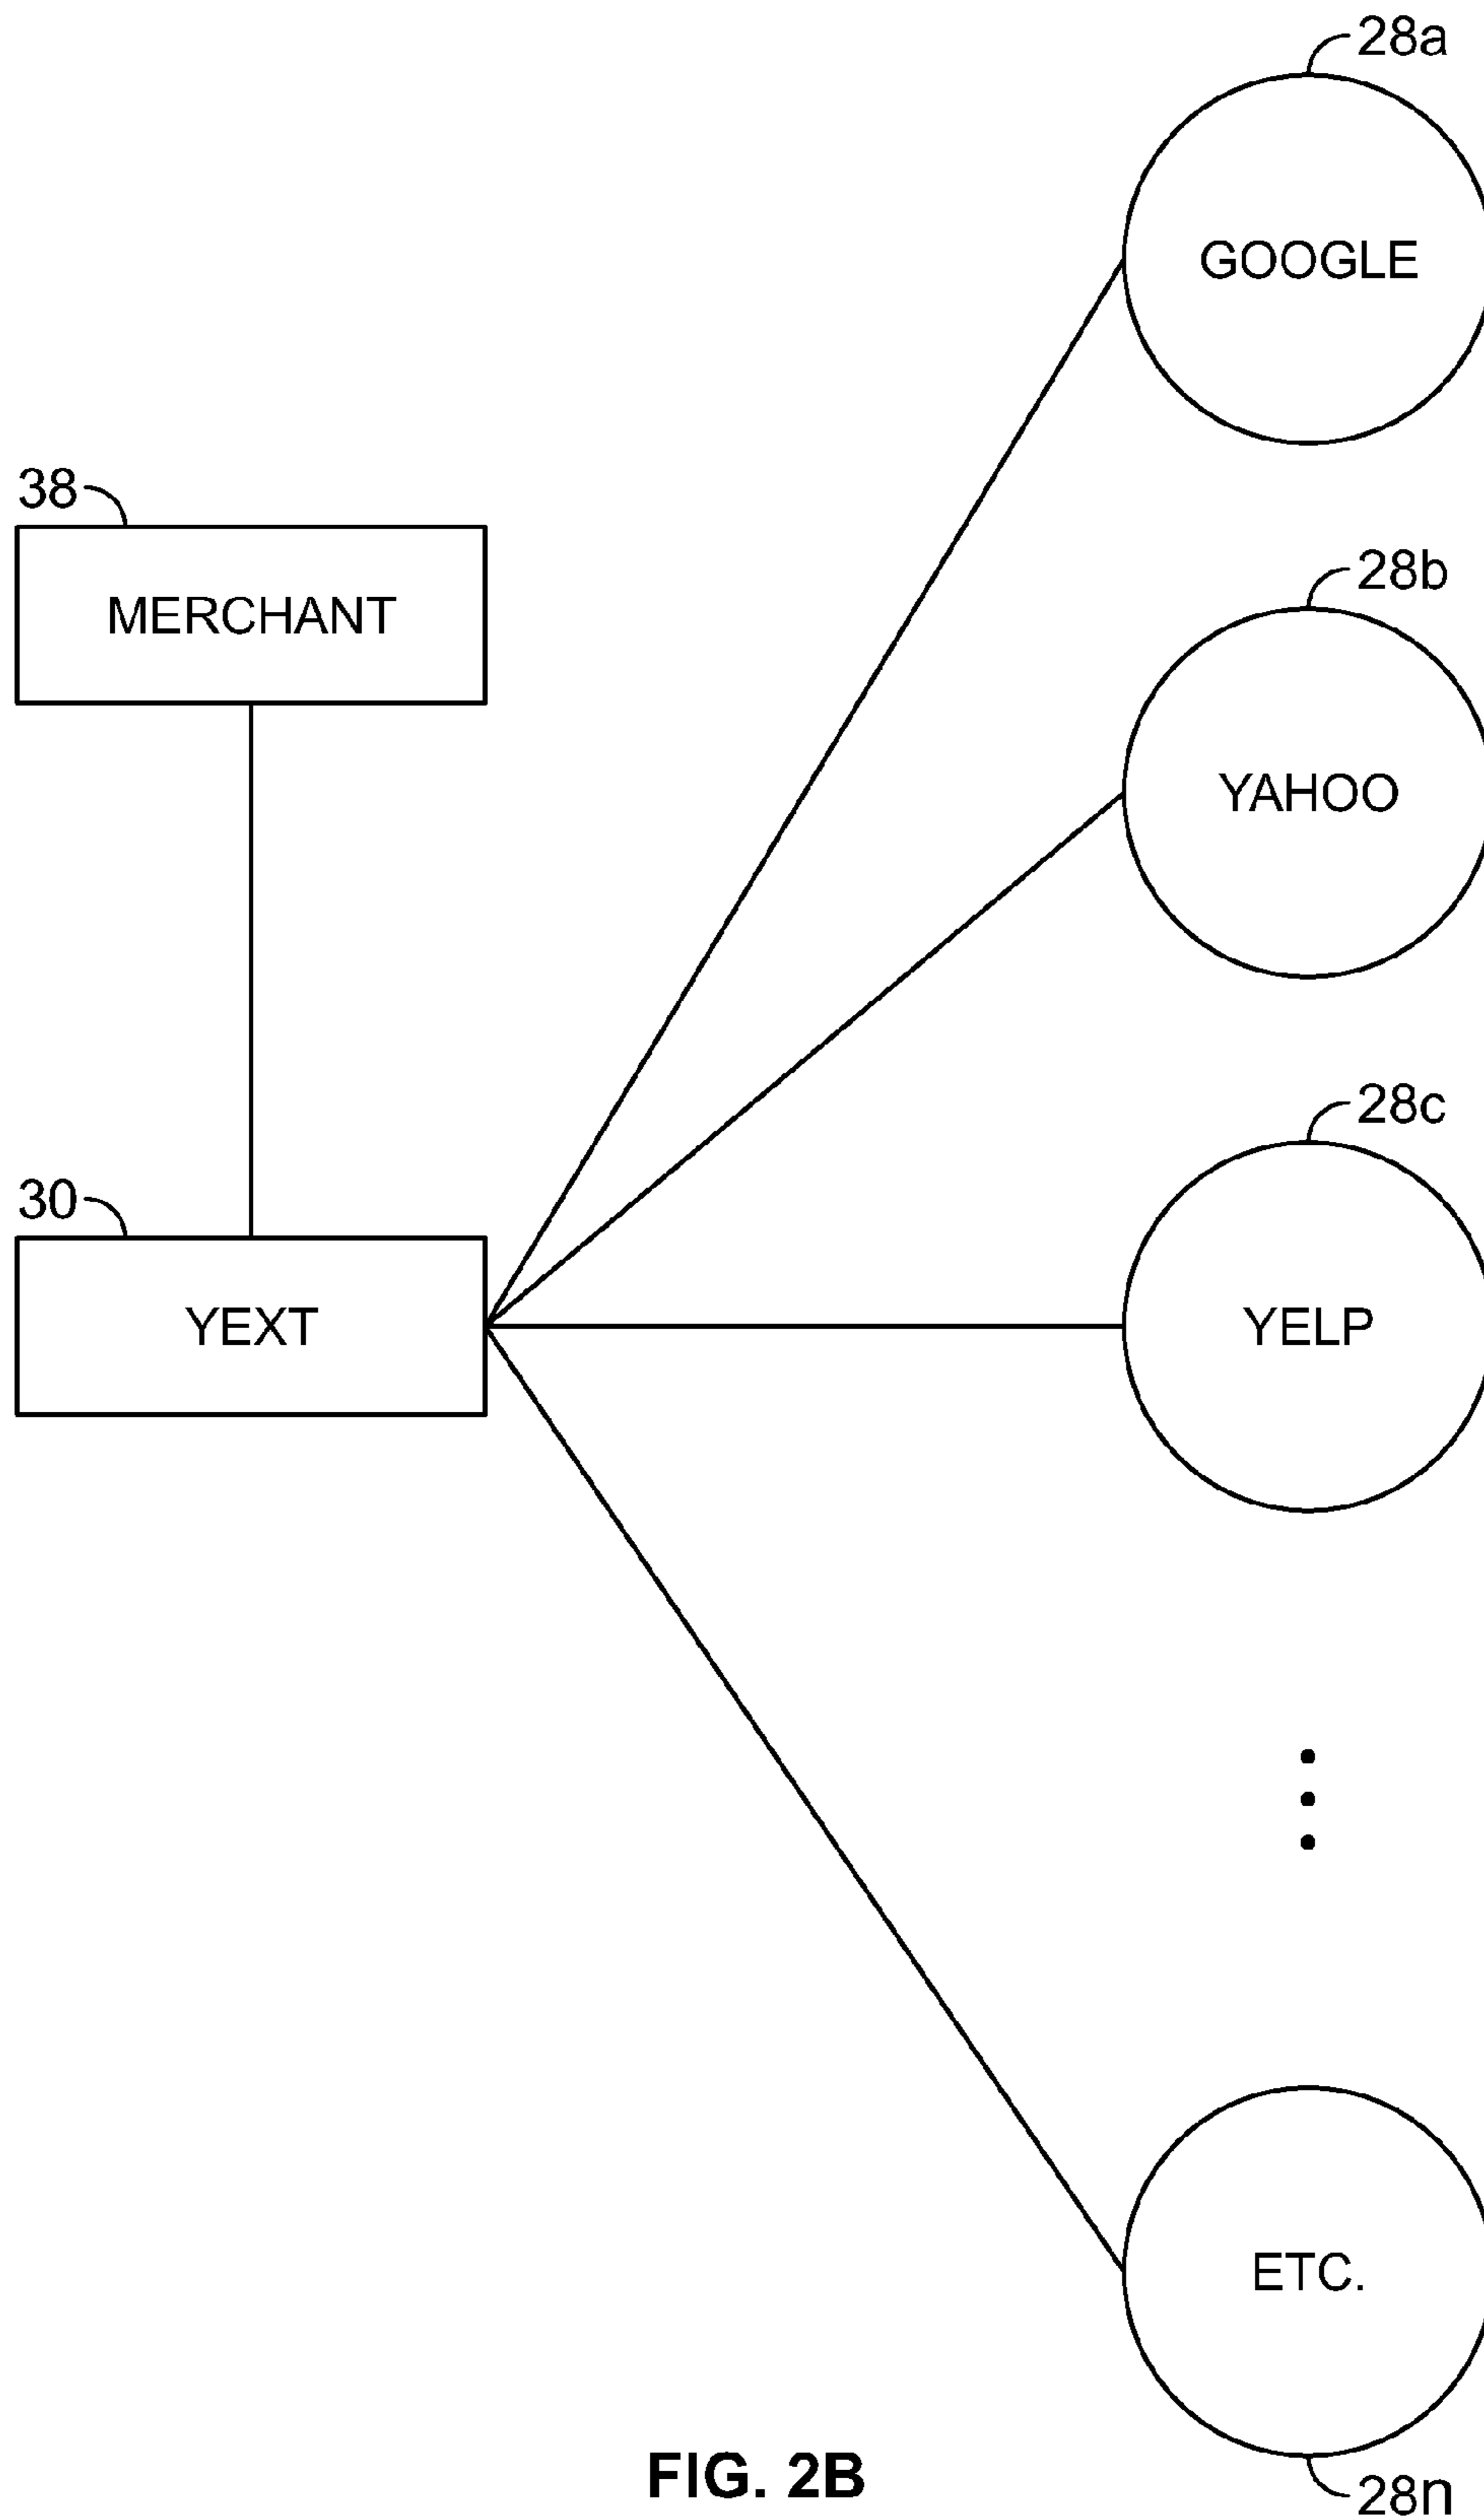 28a
GOOGLE
38
MERCHANT
28b
YAHOO
28c
30
YEXT
YELP
ETC.
FIG. 2B
28n